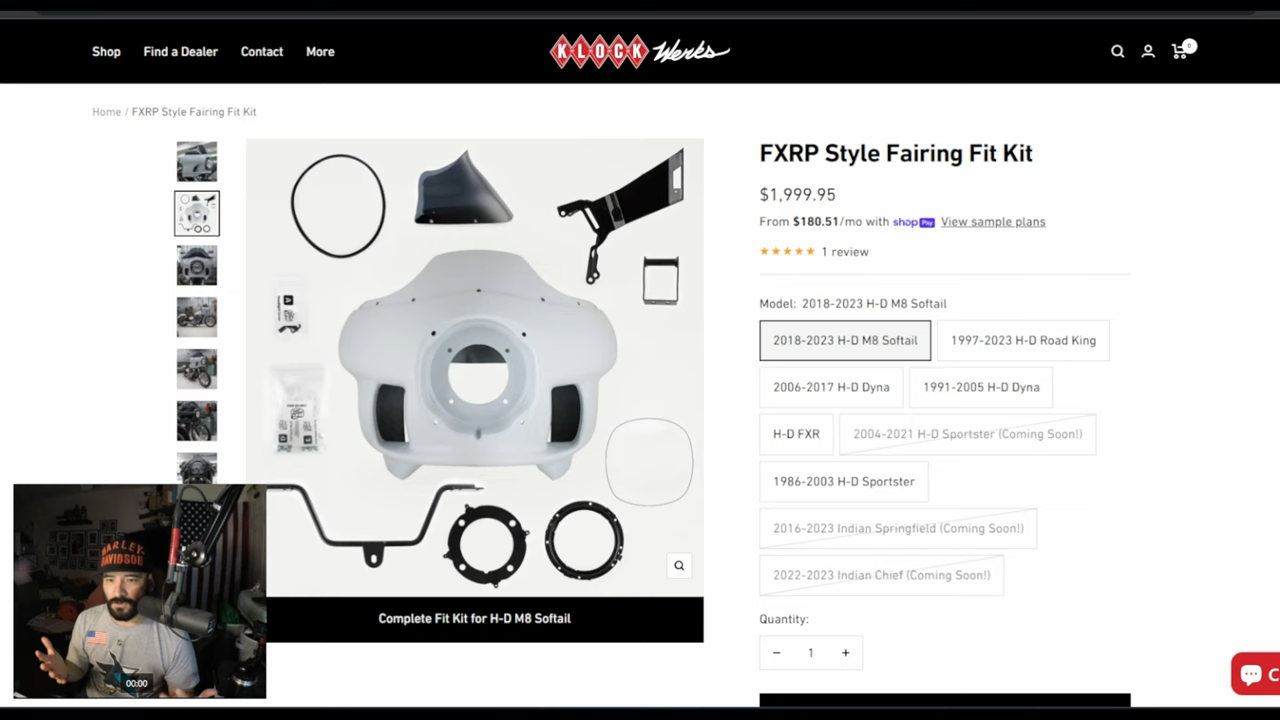 Shop Find a Dealer Contact More
KLOCK Werks
0
Home / FXRP Style Fairing Fit Kit
FXRP Style Fairing Fit Kit
$1,999.95
From $180.51/mo with shop Pay View sample plans
★★★★★ 1 review
Model: 2018-2023 H-D M8 Softail
2018-2023 H-D M8 Softail
1997-2023 H-D Road King
2006-2017 H-D Dyna
1991-2005 H-D Dyna
H-D FXR
2004-2021 H-D Sportster (Coming Soon!)
1986-2003 H-D Sportster
2016-2023 Indian Springfield (Coming Soon!)
2022-2023 Indian Chief (Coming Soon!)
Quantity:
− 1 +
Complete Fit Kit for H-D M8 Softail
HARLEY-
DAVIDSON
00:00
C